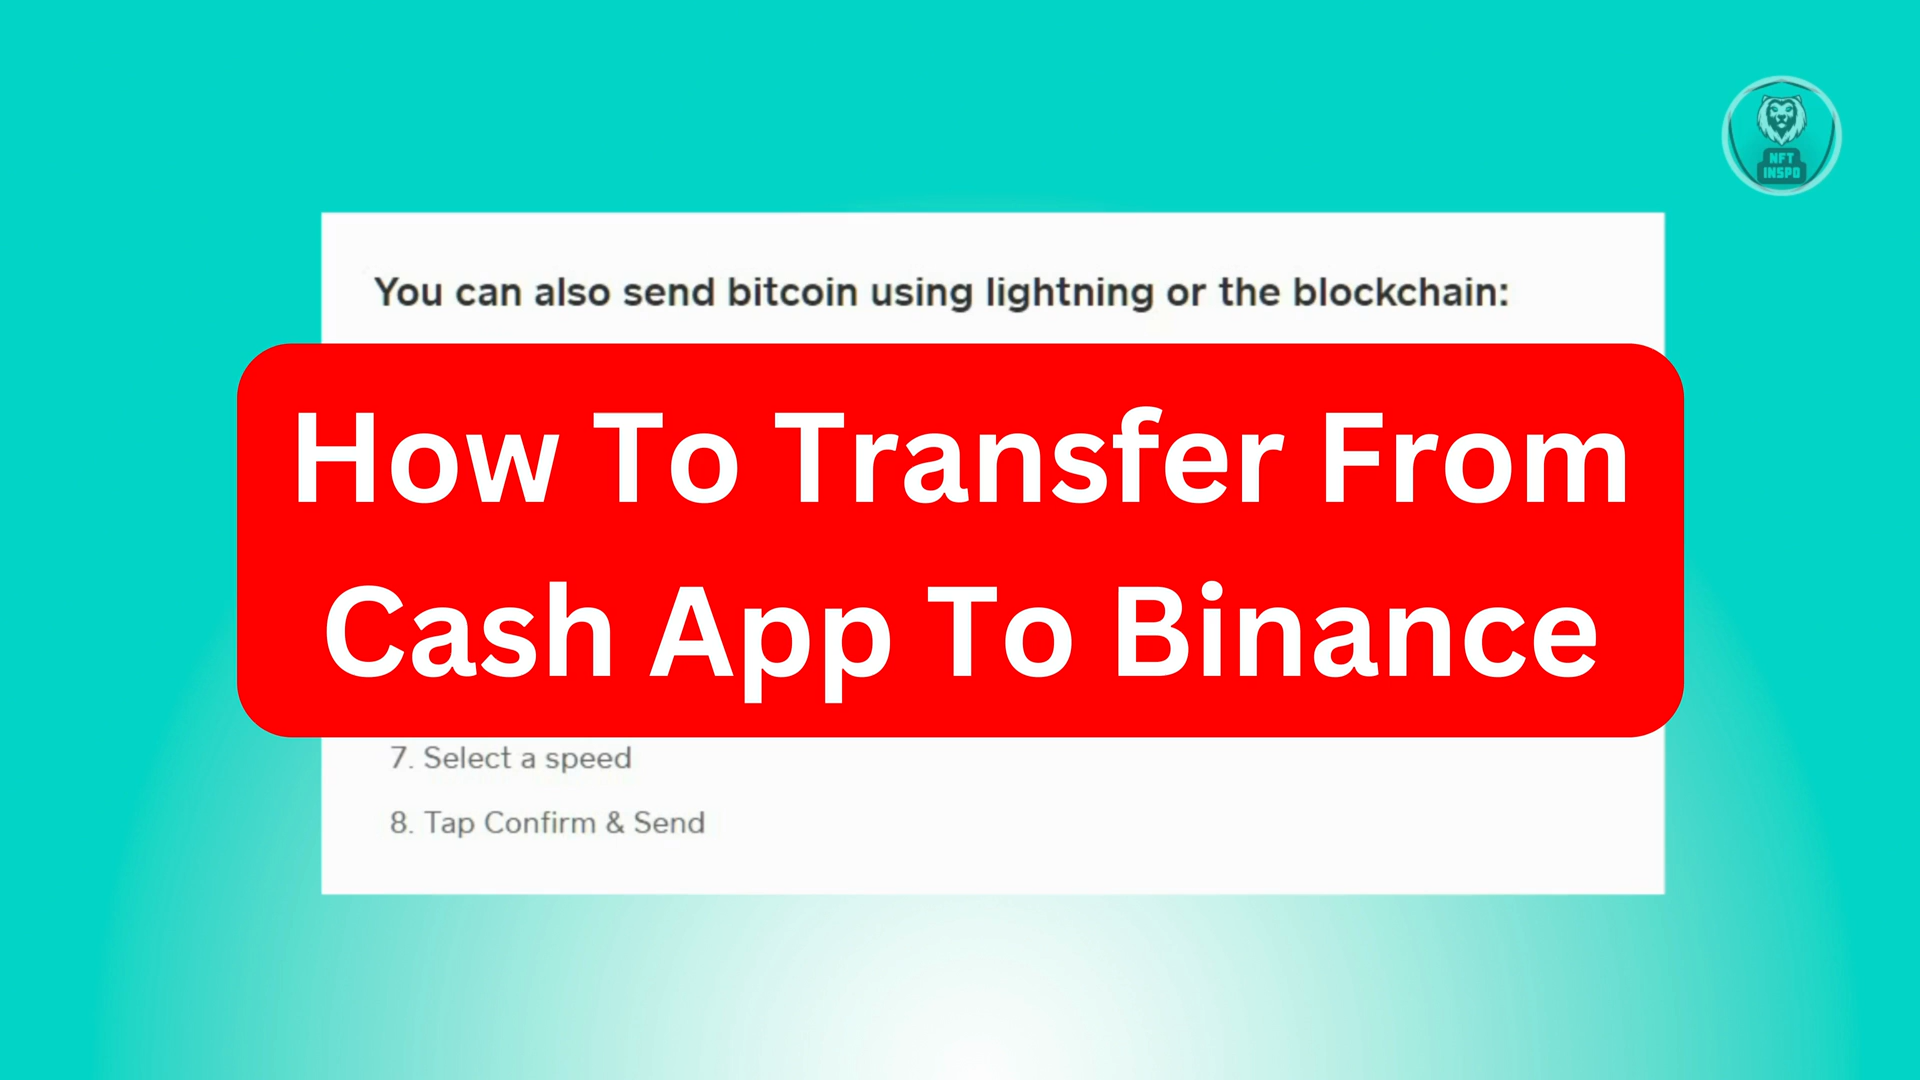 NFT
INSPO
You can also send bitcoin using lightning or the blockchain:
How To Transfer From
Cash App To Binance
7. Select a speed
8. Tap Confirm & Send